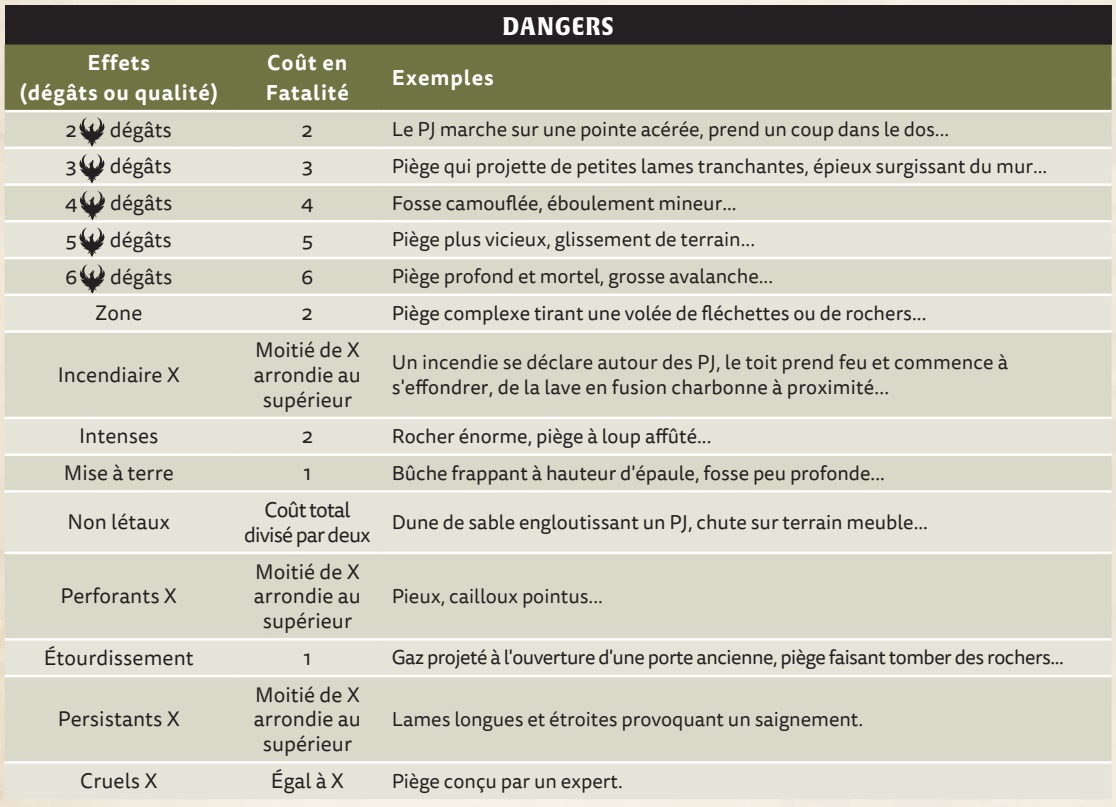 DANGERS
Effets
(dégâts ou qualité)
Coût en
Fatalité
Exemples
2 dégâts
2
Le PJ marche sur une pointe acérée, prend un coup dans le dos...
3 dégâts
3
Piège qui projette de petites lames tranchantes, épieux surgissant du mur...
4 dégâts
4
Fosse camouflée, éboulement mineur...
5 dégâts
5
Piège plus vicieux, glissement de terrain...
6 dégâts
6
Piège profond et mortel, grosse avalanche...
Zone
2
Piège complexe tirant une volée de fléchettes ou de rochers...
Incendiaire X
Moitié de X
arrondie au
supérieur
Un incendie se déclare autour des PJ, le toit prend feu et commence à
s'effondrer, de la lave en fusion charbonne à proximité...
Intenses
2
Rocher énorme, piège à loup affûté...
Mise à terre
1
Bûche frappant à hauteur d'épaule, fosse peu profonde...
Non létaux
Coût total
divisé par deux
Dune de sable engloutissant un PJ, chute sur terrain meuble...
Perforants X
Moitié de X
arrondie au
supérieur
Pieux, cailloux pointus...
Étourdissement
1
Gaz projeté à l'ouverture d'une porte ancienne, piège faisant tomber des rochers...
Persistants X
Moitié de X
arrondie au
supérieur
Lames longues et étroites provoquant un saignement.
Cruels X
Égal à X
Piège conçu par un expert.